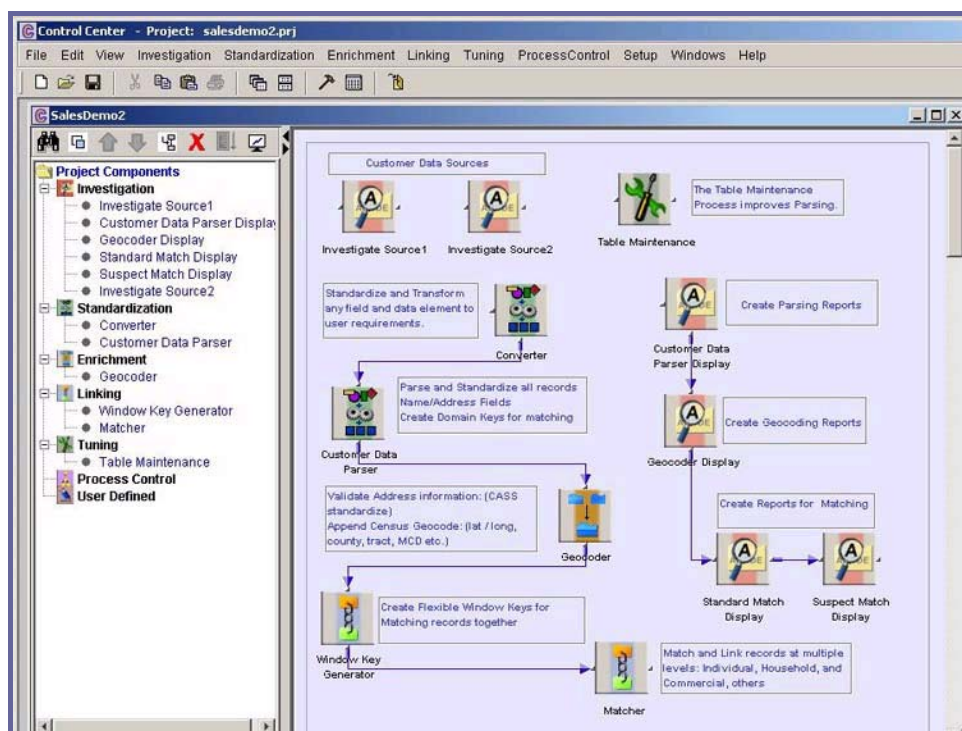 Control Center - Project: salesdemo2.prj
File Edit View Investigation Standardization Enrichment Linking Tuning ProcessControl Setup Windows Help
SalesDemo2
Project Components
Investigation
Investigate Source1
Customer Data Parser Display
Geocoder Display
Standard Match Display
Suspect Match Display
Investigate Source2
Standardization
Converter
Customer Data Parser
Enrichment
Geocoder
Linking
Window Key Generator
Matcher
Tuning
Table Maintenance
Process Control
User Defined
Customer Data Sources
Investigate Source1
Investigate Source2
Table Maintenance
The Table Maintenance
Process improves Parsing.
Standardize and Transform
any field and data element to
user requirements.
Converter
Customer Data
Parser Display
Create Parsing Reports
Customer Data
Parser
Parse and Standardize all records
Name/Address Fields
Create Domain Keys for matching
Geocoder Display
Create Geocoding Reports
Validate Address information: (CASS
standardize)
Append Census Geocode: (lat / long,
county, tract, MCD etc.)
Geocoder
Create Reports for Matching
Standard Match
Display
Suspect Match
Display
Window Key
Generator
Create Flexible Window Keys for
Matching records together
Matcher
Match and Link records at multiple
levels: Individual, Household, and
Commercial, others